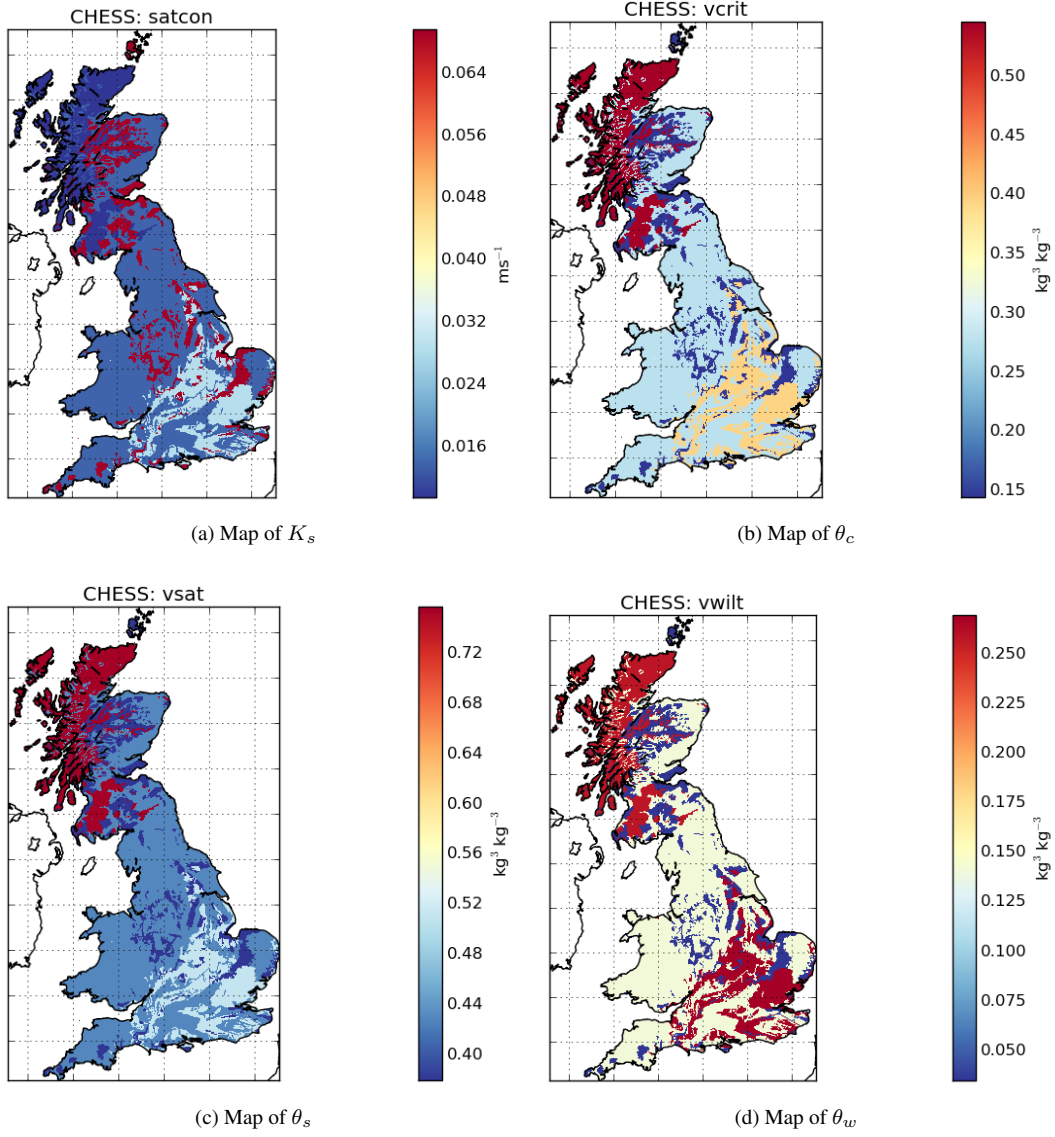 CHESS: satcon
0.064
0.056
0.048
0.040
0.032
0.024
0.016
ms⁻¹
(a) Map of Kₛ
CHESS: vcrit
0.50
0.45
0.40
0.35
0.30
0.25
0.20
0.15
kg³ kg⁻³
(b) Map of θ_c
CHESS: vsat
0.72
0.68
0.64
0.60
0.56
0.52
0.48
0.44
0.40
kg³ kg⁻³
(c) Map of θₛ
CHESS: vwilt
0.250
0.225
0.200
0.175
0.150
0.125
0.100
0.075
0.050
kg³ kg⁻³
(d) Map of θ_w